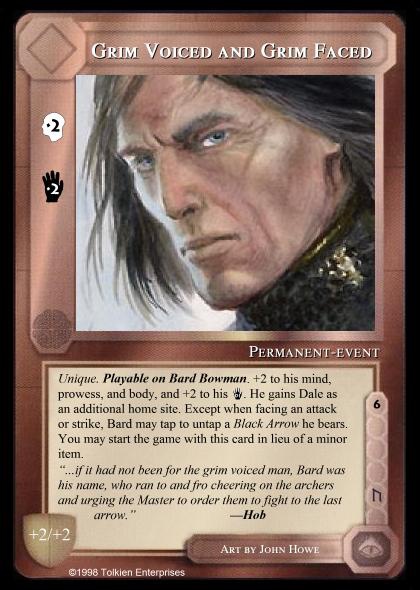 Grim Voiced and Grim Faced
2
2
Permanent-event
Unique. Playable on Bard Bowman. +2 to his mind,
prowess, and body, and +2 to his . He gains Dale as
an additional home site. Except when facing an attack
or strike, Bard may tap to untap a Black Arrow he bears.
You may start the game with this card in lieu of a minor
item.
“...if it had not been for the grim voiced man, Bard was
his name, who ran to and fro cheering on the archers
and urging the Master to order them to fight to the last
arrow.” —Hob
6
+2/+2
Art by John Howe
©1998 Tolkien Enterprises